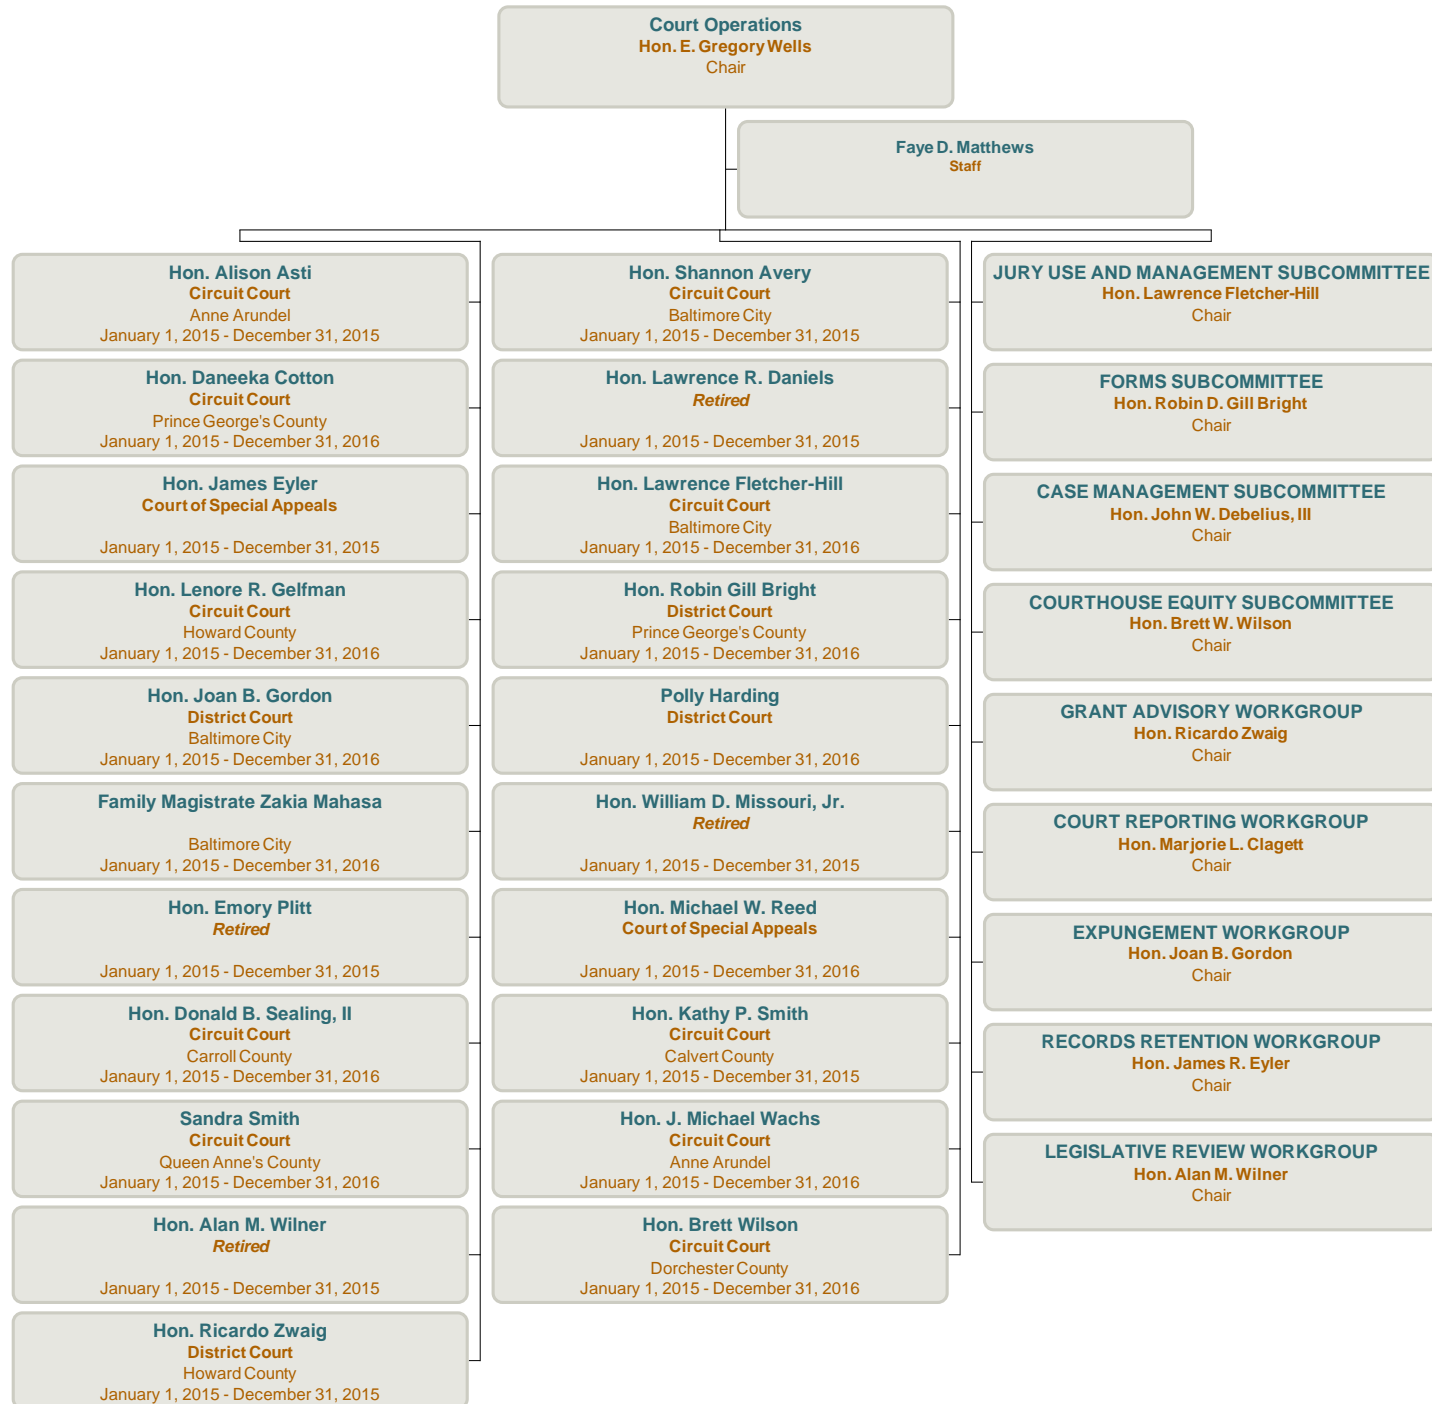 Court Operations
Hon. E. Gregory Wells
Chair
Faye D. Matthews
Staff
Hon. Alison Asti
Circuit Court
Anne Arundel
January 1, 2015 - December 31, 2015
Hon. Daneeka Cotton
Circuit Court
Prince George's County
January 1, 2015 - December 31, 2016
Hon. James Eyler
Court of Special Appeals
January 1, 2015 - December 31, 2015
Hon. Lenore R. Gelfman
Circuit Court
Howard County
January 1, 2015 - December 31, 2016
Hon. Joan B. Gordon
District Court
Baltimore City
January 1, 2015 - December 31, 2016
Family Magistrate Zakia Mahasa
Baltimore City
January 1, 2015 - December 31, 2016
Hon. Emory Plitt
Retired
January 1, 2015 - December 31, 2015
Hon. Donald B. Sealing, II
Circuit Court
Carroll County
Janaury 1, 2015 - December 31, 2016
Sandra Smith
Circuit Court
Queen Anne's County
January 1, 2015 - December 31, 2016
Hon. Alan M. Wilner
Retired
January 1, 2015 - December 31, 2015
Hon. Ricardo Zwaig
District Court
Howard County
January 1, 2015 - December 31, 2015
Hon. Shannon Avery
Circuit Court
Baltimore City
January 1, 2015 - December 31, 2015
Hon. Lawrence R. Daniels
Retired
January 1, 2015 - December 31, 2015
Hon. Lawrence Fletcher-Hill
Circuit Court
Baltimore City
January 1, 2015 - December 31, 2016
Hon. Robin Gill Bright
District Court
Prince George's County
January 1, 2015 - December 31, 2016
Polly Harding
District Court
January 1, 2015 - December 31, 2016
Hon. William D. Missouri, Jr.
Retired
January 1, 2015 - December 31, 2015
Hon. Michael W. Reed
Court of Special Appeals
January 1, 2015 - December 31, 2016
Hon. Kathy P. Smith
Circuit Court
Calvert County
January 1, 2015 - December 31, 2015
Hon. J. Michael Wachs
Circuit Court
Anne Arundel
January 1, 2015 - December 31, 2016
Hon. Brett Wilson
Circuit Court
Dorchester County
January 1, 2015 - December 31, 2016
JURY USE AND MANAGEMENT SUBCOMMITTEE
Hon. Lawrence Fletcher-Hill
Chair
FORMS SUBCOMMITTEE
Hon. Robin D. Gill Bright
Chair
CASE MANAGEMENT SUBCOMMITTEE
Hon. John W. Debelius, III
Chair
COURTHOUSE EQUITY SUBCOMMITTEE
Hon. Brett W. Wilson
Chair
GRANT ADVISORY WORKGROUP
Hon. Ricardo Zwaig
Chair
COURT REPORTING WORKGROUP
Hon. Marjorie L. Clagett
Chair
EXPUNGEMENT WORKGROUP
Hon. Joan B. Gordon
Chair
RECORDS RETENTION WORKGROUP
Hon. James R. Eyler
Chair
LEGISLATIVE REVIEW WORKGROUP
Hon. Alan M. Wilner
Chair